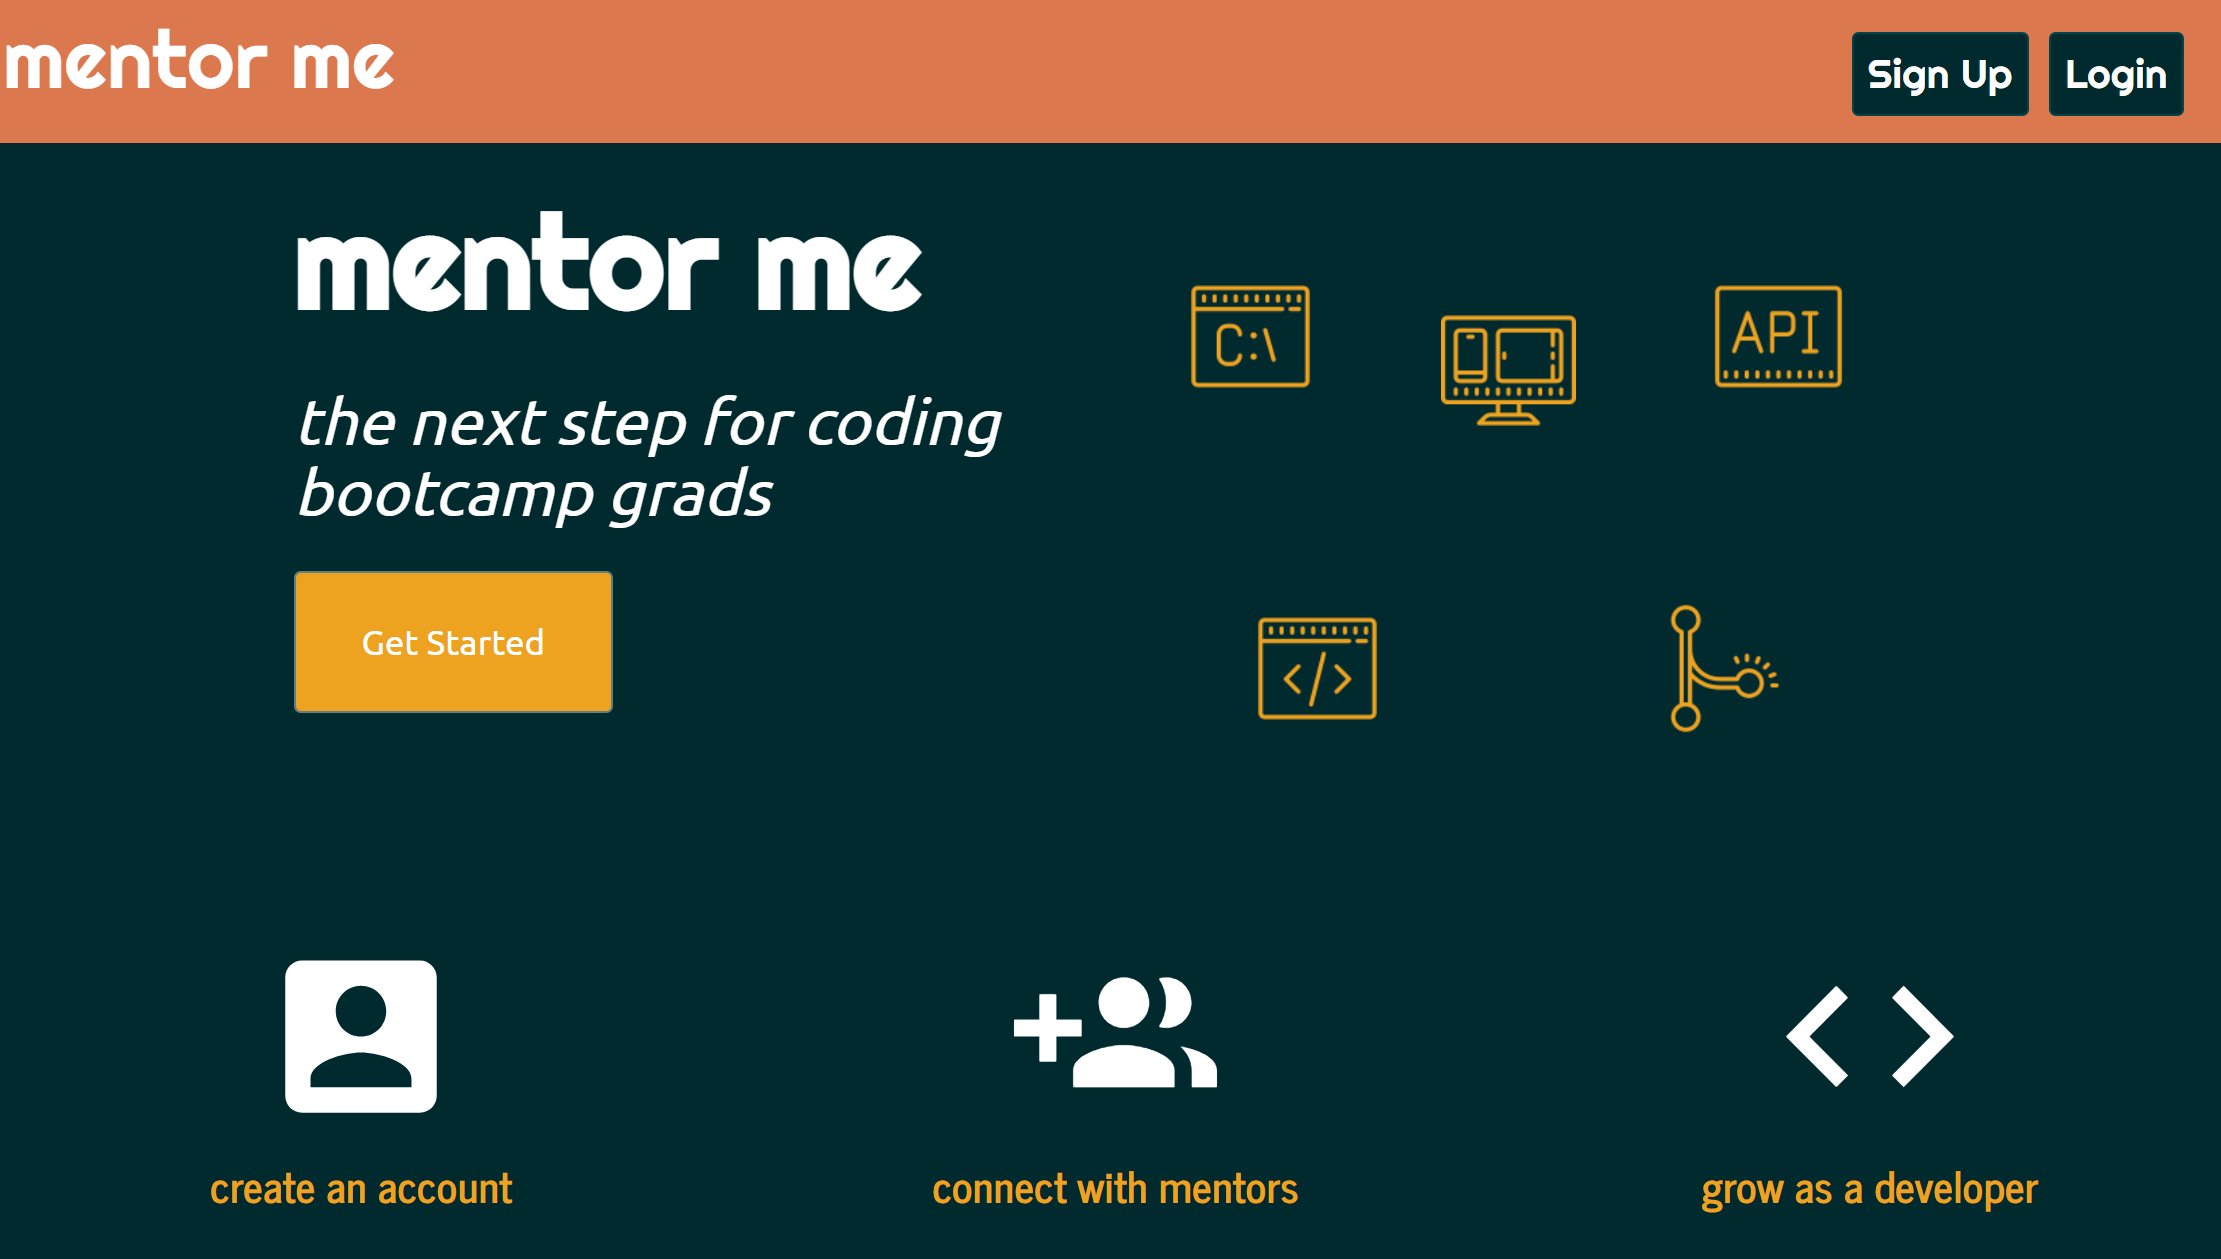 mentor me
Sign Up
Login
mentor me
the next step for coding
bootcamp grads
Get Started
C:\
API
</>
create an account
connect with mentors
grow as a developer